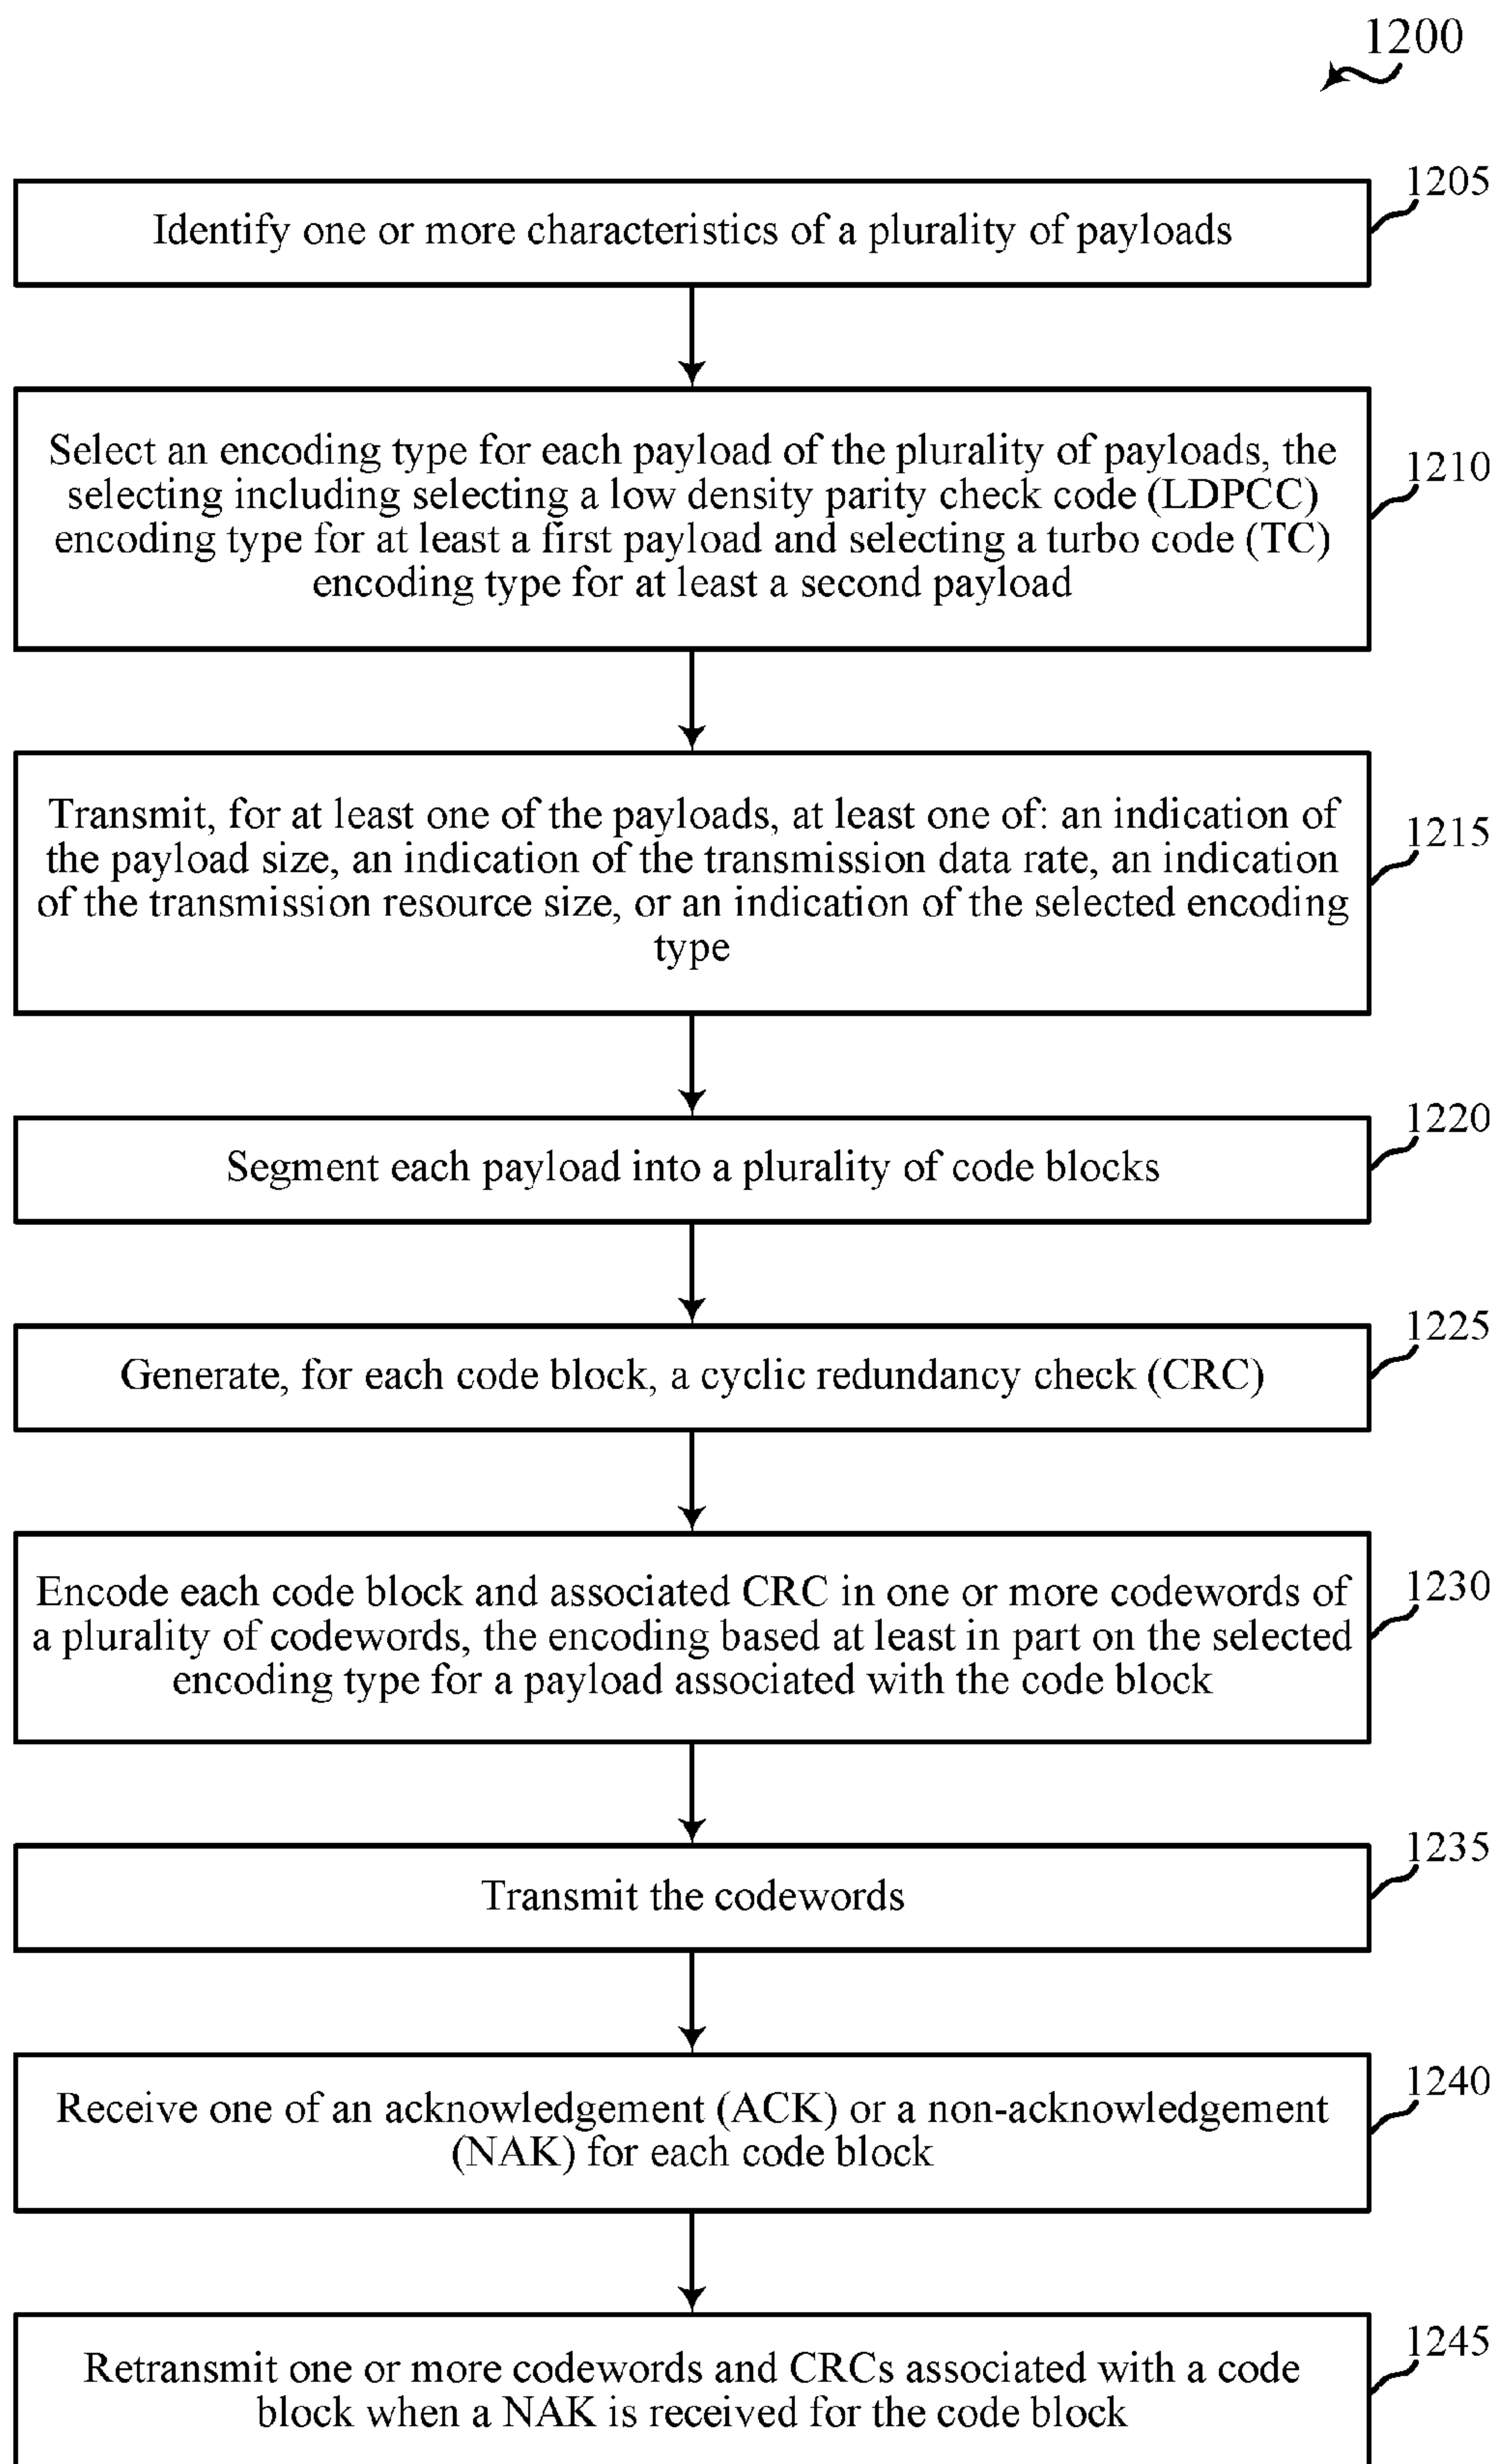 1200
1205
Identify one or more characteristics of a plurality of payloads
1210
Select an encoding type for each payload of the plurality of payloads, the
selecting including selecting a low density parity check code (LDPCC)
encoding type for at least a first payload and selecting a turbo code (TC)
encoding type for at least a second payload
1215
Transmit, for at least one of the payloads, at least one of: an indication of
the payload size, an indication of the transmission data rate, an indication
of the transmission resource size, or an indication of the selected encoding
type
1220
Segment each payload into a plurality of code blocks
1225
Generate, for each code block, a cyclic redundancy check (CRC)
1230
Encode each code block and associated CRC in one or more codewords of
a plurality of codewords, the encoding based at least in part on the selected
encoding type for a payload associated with the code block
1235
Transmit the codewords
1240
Receive one of an acknowledgement (ACK) or a non-acknowledgement
(NAK) for each code block
1245
Retransmit one or more codewords and CRCs associated with a code
block when a NAK is received for the code block